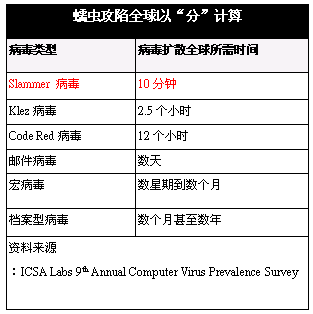 蠕虫攻陷全球以“分”计算
病毒类型 病毒扩散全球所需时间
Slammer 病毒 10 分钟
Klez 病毒 2.5 个小时
Code Red 病毒 12 个小时
邮件病毒 数天
宏病毒 数星期到数个月
档案型病毒 数个月甚至数年
资料来源
：ICSA Labs 9th Annual Computer Virus Prevalence Survey